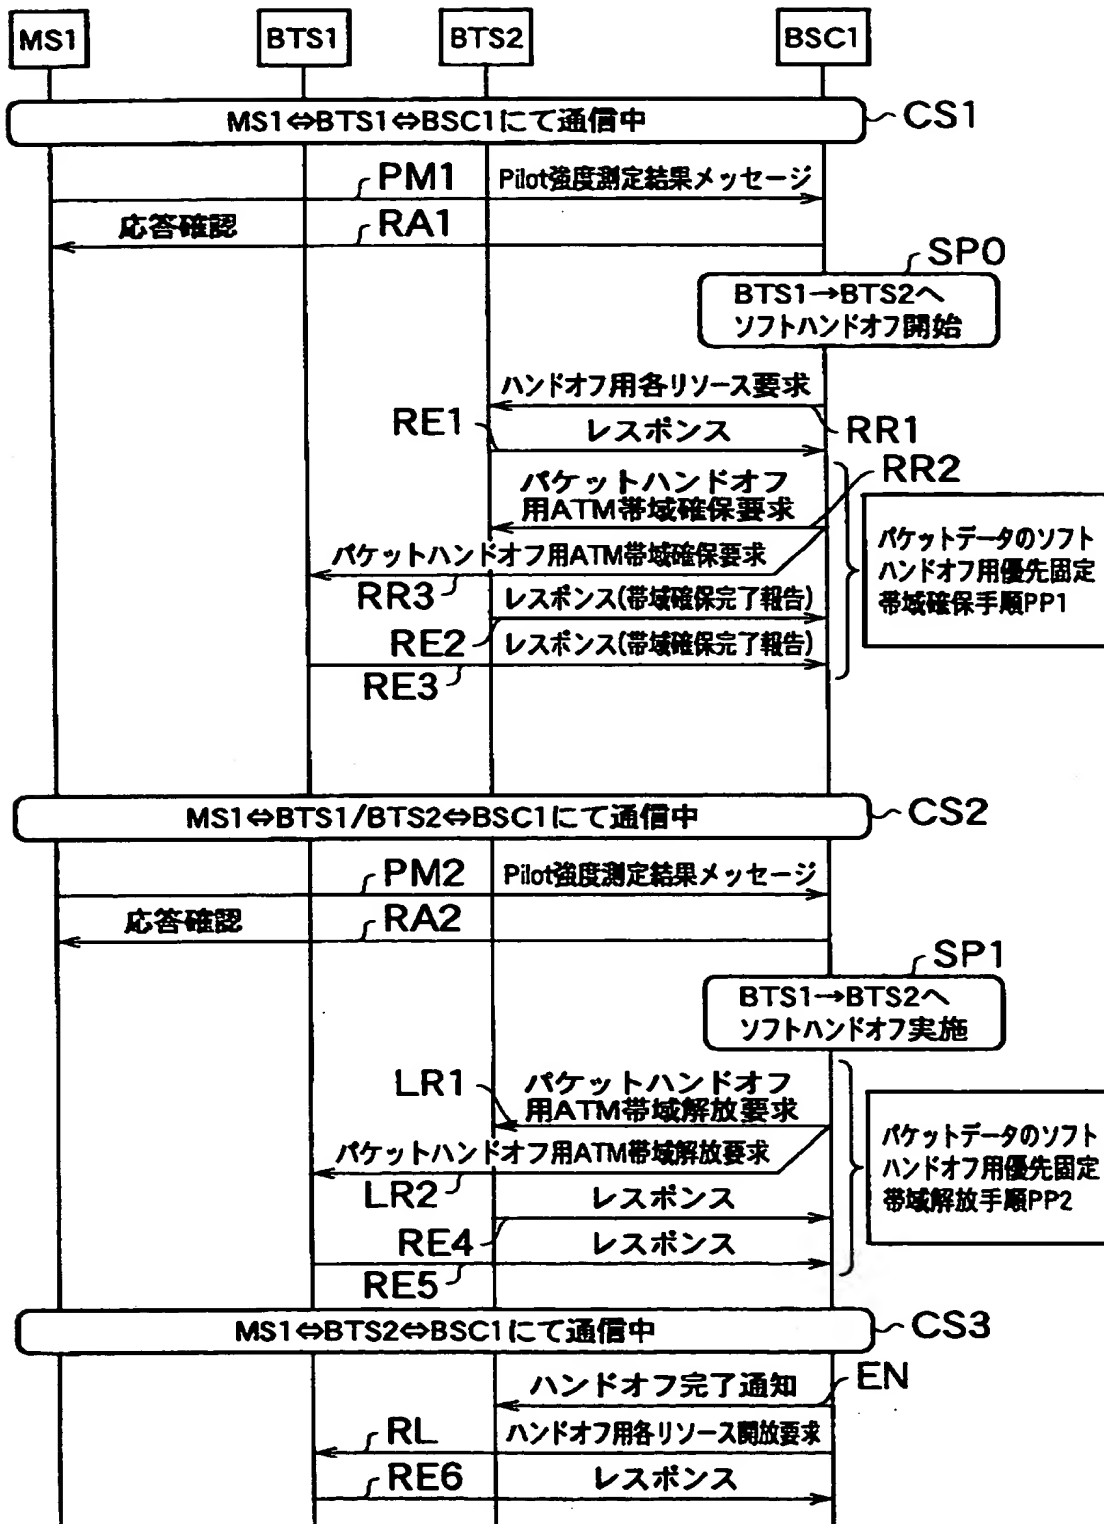 MS1
BTS1
BTS2
BSC1
MS1⇔BTS1⇔BSC1にて通信中
CS1
PM1
Pilot強度測定結果メッセージ
応答確認
RA1
SP0
BTS1→BTS2へ
ソフトハンドオフ開始
ハンドオフ用各リソース要求
RE1
レスポンス
RR1
パケットハンドオフ
用ATM帯域確保要求
RR2
パケットハンドオフ用ATM帯域確保要求
RR3
レスポンス(帯域確保完了報告)
RE2
レスポンス(帯域確保完了報告)
RE3
パケットデータのソフト
ハンドオフ用優先固定
帯域確保手順PP1
MS1⇔BTS1/BTS2⇔BSC1にて通信中
CS2
PM2
Pilot強度測定結果メッセージ
応答確認
RA2
SP1
BTS1→BTS2へ
ソフトハンドオフ実施
LR1
パケットハンドオフ
用ATM帯域解放要求
パケットハンドオフ用ATM帯域解放要求
LR2
レスポンス
RE4
レスポンス
RE5
パケットデータのソフト
ハンドオフ用優先固定
帯域解放手順PP2
MS1⇔BTS2⇔BSC1にて通信中
CS3
ハンドオフ完了通知
EN
RL
ハンドオフ用各リソース開放要求
RE6
レスポンス